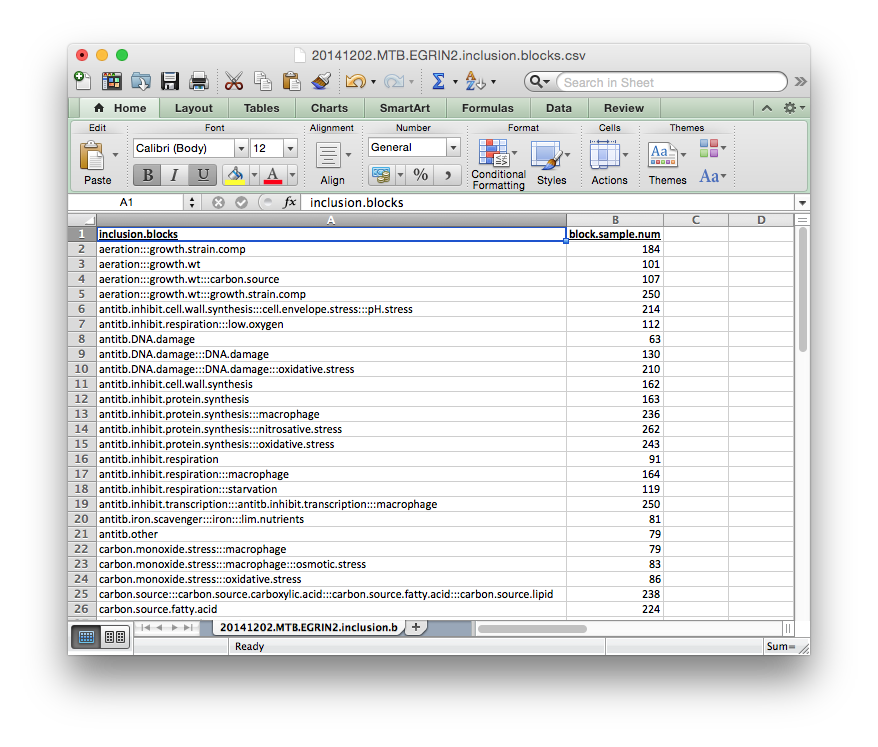 20141202.MTB.EGRIN2.inclusion.blocks.csv
Search in Sheet
Home Layout Tables Charts SmartArt Formulas Data Review
Edit Font Alignment Number Format Cells Themes
Calibri (Body) 12 General
Paste B I U A Align % , Conditional Formatting Styles Actions Aa Themes Aa
A1 fx inclusion.blocks
A B C D
1 inclusion.blocks block.sample.num
2 aeration:::growth.strain.comp 184
3 aeration:::growth.wt 101
4 aeration:::growth.wt:::carbon.source 107
5 aeration:::growth.wt:::growth.strain.comp 250
6 antitb.inhibit.cell.wall.synthesis:::cell.envelope.stress:::pH.stress 214
7 antitb.inhibit.respiration:::low.oxygen 112
8 antitb.DNA.damage 63
9 antitb.DNA.damage:::DNA.damage 130
10 antitb.DNA.damage:::DNA.damage:::oxidative.stress 210
11 antitb.inhibit.cell.wall.synthesis 162
12 antitb.inhibit.protein.synthesis 163
13 antitb.inhibit.protein.synthesis:::macrophage 236
14 antitb.inhibit.protein.synthesis:::nitrosative.stress 262
15 antitb.inhibit.protein.synthesis:::oxidative.stress 243
16 antitb.inhibit.respiration 91
17 antitb.inhibit.respiration:::macrophage 164
18 antitb.inhibit.respiration:::starvation 119
19 antitb.inhibit.transcription:::antitb.inhibit.transcription:::macrophage 250
20 antitb.iron.scavenger:::iron:::lim.nutrients 81
21 antitb.other 79
22 carbon.monoxide.stress:::macrophage 79
23 carbon.monoxide.stress:::macrophage:::osmotic.stress 83
24 carbon.monoxide.stress:::oxidative.stress 86
25 carbon.source:::carbon.source.carboxylic.acid:::carbon.source.fatty.acid:::carbon.source.lipid 238
26 carbon.source.fatty.acid 224
20141202.MTB.EGRIN2.inclusion.b
Ready Sum=